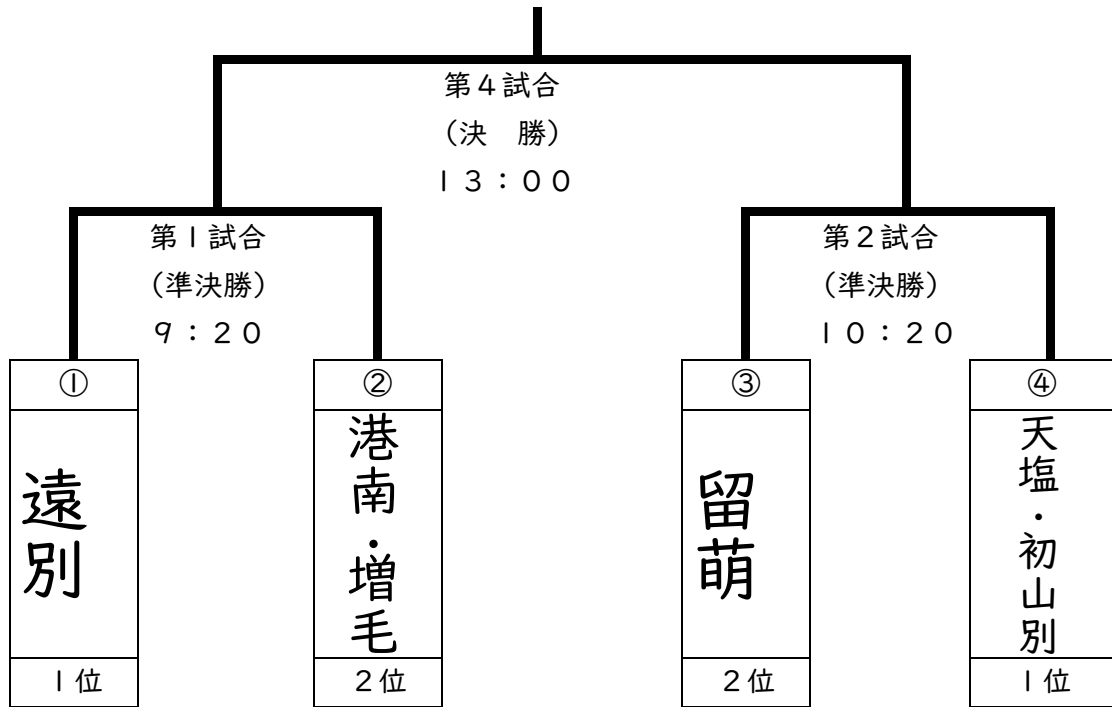 第４試合
（決　勝）
１３：００
第１試合
（準決勝）
９：２０
第２試合
（準決勝）
１０：２０
①
②
③
④
遠別
港南・増毛
留萌
天塩・初山別
１位
２位
２位
１位